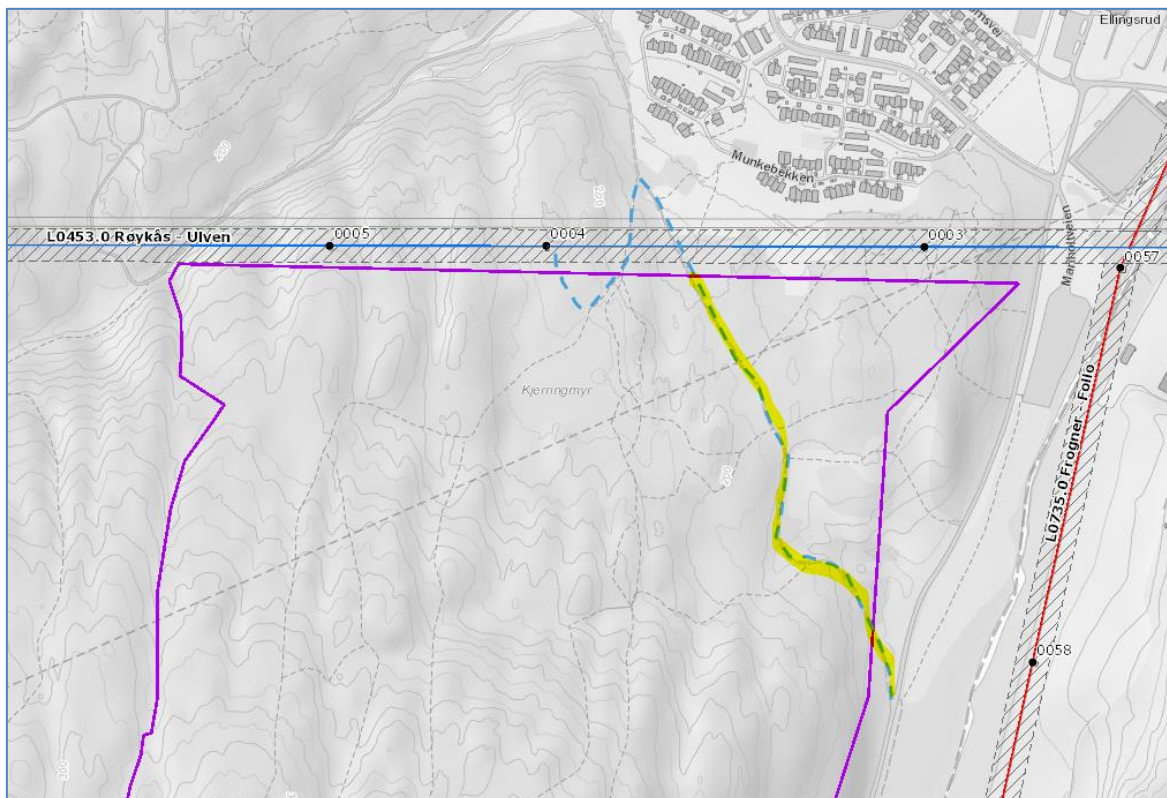 Ellingsrud
Munkebekken
200
200
L0453.0 Røykås - Ulven
0005
0004
0003
0057
Kjerringmyr
L0735.0 Frogner - Follo
200
0058
300